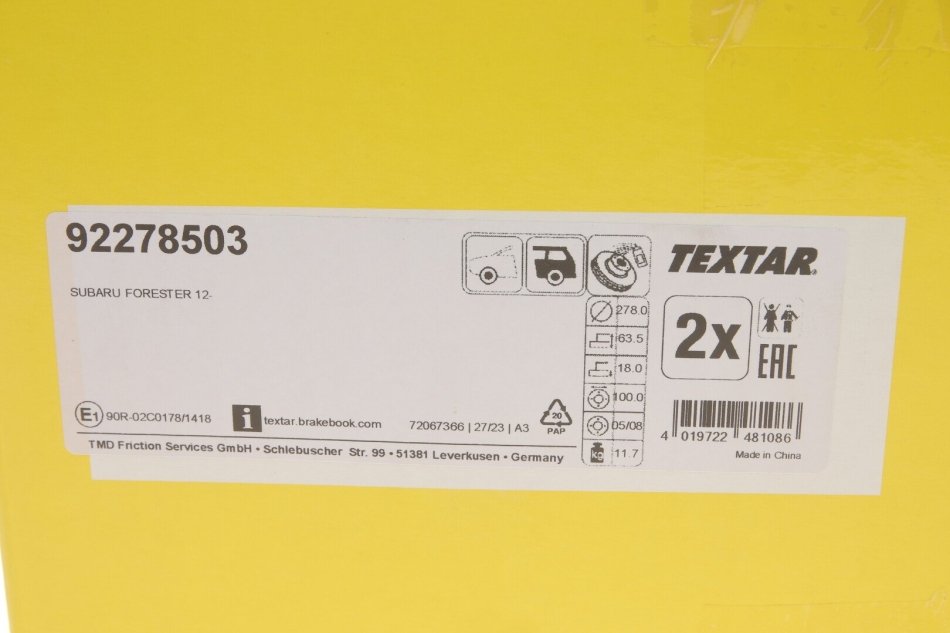 92278503
SUBARU FORESTER 12-
E1 90R-02C0178/1418
i textar.brakebook.com
72067366 | 27/23 | A3
20
PAP
TMD Friction Services GmbH • Schlebuscher Str. 99 • 51381 Leverkusen • Germany
278.0
63.5
18.0
100.0
05/08
kg 11.7
TEXTAR®
2x
EAC
4 019722 481086
Made in China